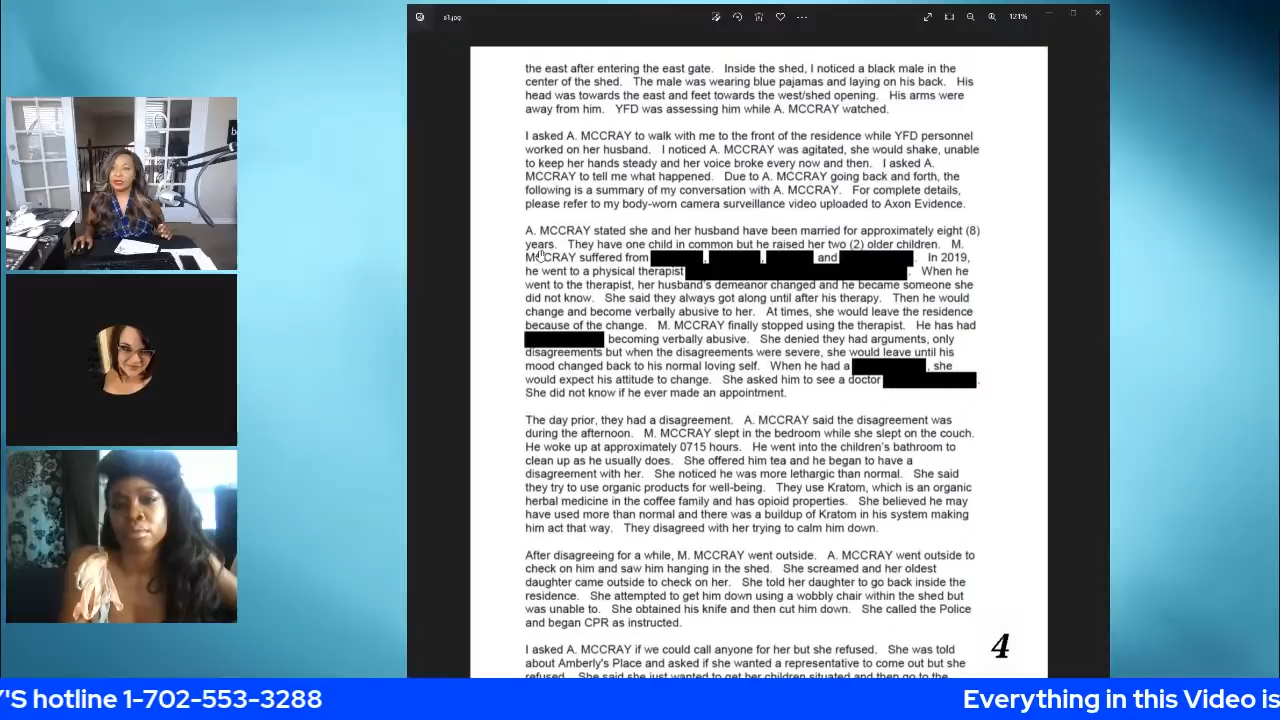 a1.jpg
121%
the east after entering the east gate. Inside the shed, I noticed a black male in the
center of the shed. The male was wearing blue pajamas and laying on his back. His
head was towards the east and feet towards the west/shed opening. His arms were
away from him. YFD was assessing him while A. MCCRAY watched.
I asked A. MCCRAY to walk with me to the front of the residence while YFD personnel
worked on her husband. I noticed A. MCCRAY was agitated, she would shake, unable
to keep her hands steady and her voice broke every now and then. I asked A.
MCCRAY to tell me what happened. Due to A. MCCRAY going back and forth, the
following is a summary of my conversation with A. MCCRAY. For complete details,
please refer to my body-worn camera surveillance video uploaded to Axon Evidence.
A. MCCRAY stated she and her husband have been married for approximately eight (8)
years. They have one child in common but he raised her two (2) older children. M.
MCCRAY suffered from , , and . In 2019,
he went to a physical therapist . When he
went to the therapist, her husband's demeanor changed and he became someone she
did not know. She said they always got along until after his therapy. Then he would
change and become verbally abusive to her. At times, she would leave the residence
because of the change. M. MCCRAY finally stopped using the therapist. He has had
becoming verbally abusive. She denied they had arguments, only
disagreements but when the disagreements were severe, she would leave until his
mood changed back to his normal loving self. When he had a , she
would expect his attitude to change. She asked him to see a doctor .
She did not know if he ever made an appointment.
The day prior, they had a disagreement. A. MCCRAY said the disagreement was
during the afternoon. M. MCCRAY slept in the bedroom while she slept on the couch.
He woke up at approximately 0715 hours. He went into the children's bathroom to
clean up as he usually does. She offered him tea and he began to have a
disagreement with her. She noticed he was more lethargic than normal. She said
they try to use organic products for well-being. They use Kratom, which is an organic
herbal medicine in the coffee family and has opioid properties. She believed he may
have used more than normal and there was a buildup of Kratom in his system making
him act that way. They disagreed with her trying to calm him down.
After disagreeing for a while, M. MCCRAY went outside. A. MCCRAY went outside to
check on him and saw him hanging in the shed. She screamed and her oldest
daughter came outside to check on her. She told her daughter to go back inside the
residence. She attempted to get him down using a wobbly chair within the shed but
was unable to. She obtained his knife and then cut him down. She called the Police
and began CPR as instructed.
I asked A. MCCRAY if we could call anyone for her but she refused. She was told
about Amberly's Place and asked if she wanted a representative to come out but she
refused. She said she just wanted to get her children situated and then go to the
4
Y'S hotline 1-702-553-3288
Everything in this Video is